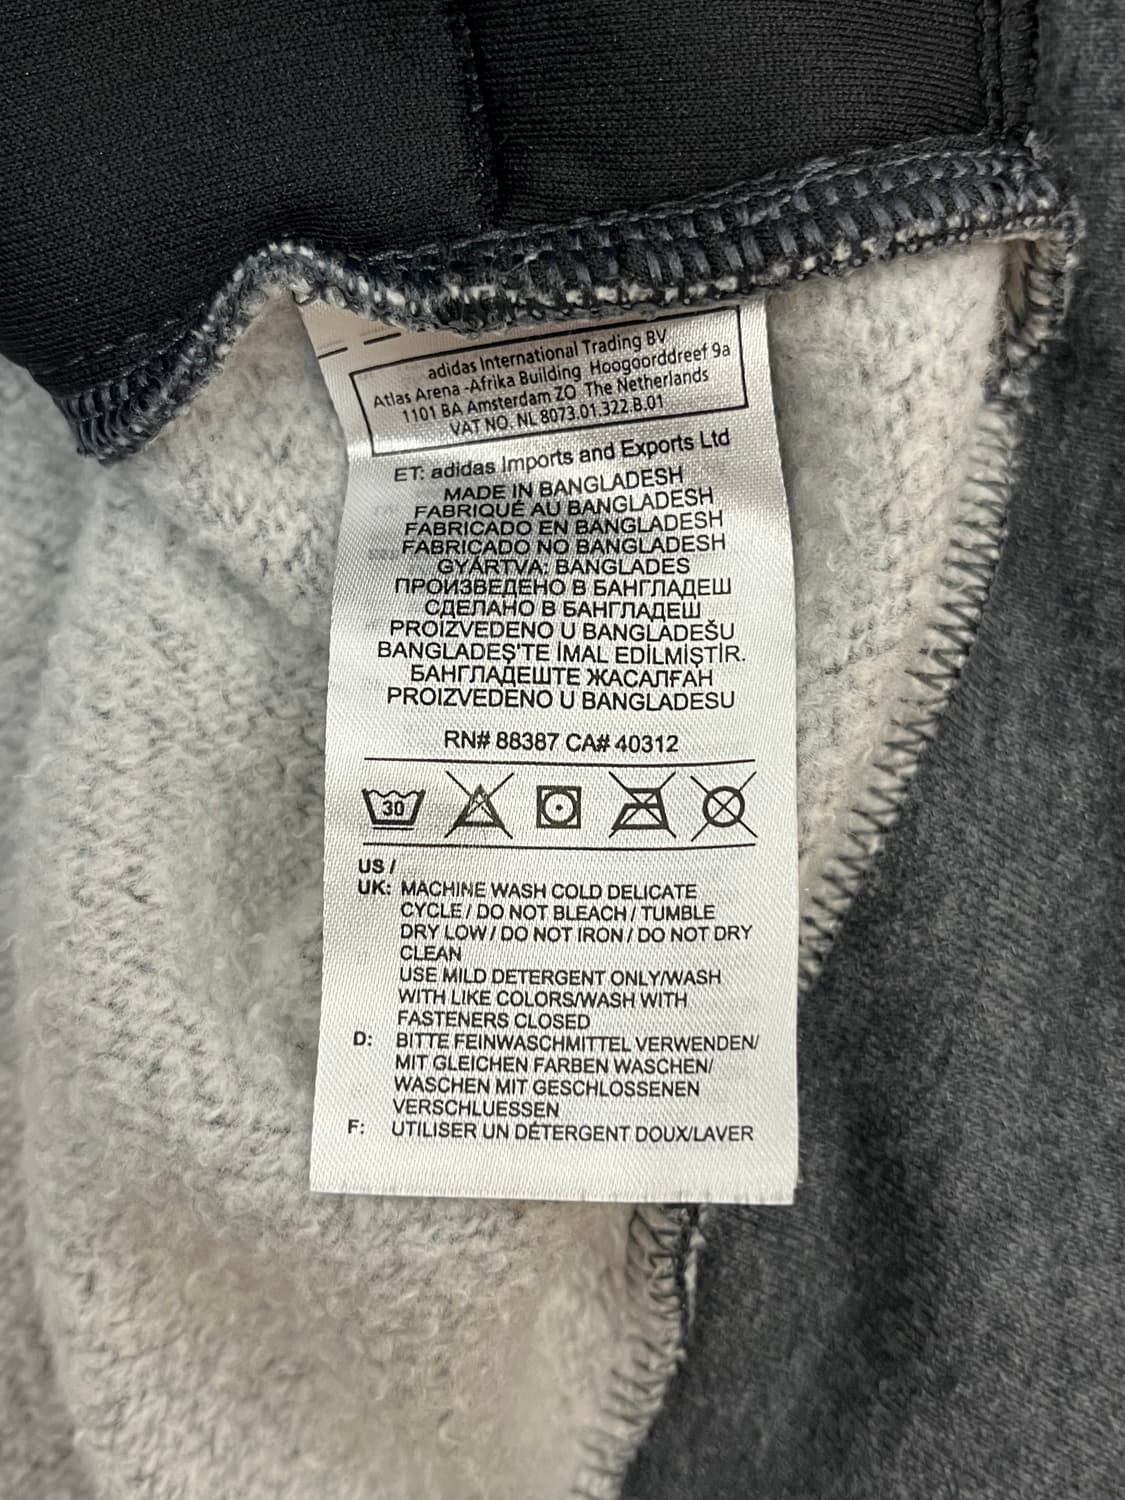 adidas International Trading BV
Atlas Arena -Afrika Building Hoogoorddreef 9a
1101 BA Amsterdam ZO The Netherlands
VAT NO. NL 8073.01.322.B.01
ET: adidas Imports and Exports Ltd
MADE IN BANGLADESH
FABRIQUÉ AU BANGLADESH
FABRICADO EN BANGLADESH
FABRICADO NO BANGLADESH
GYÁRTVA: BANGLADES
ПРОИЗВЕДЕНО В БАНГЛАДЕШ
СДЕЛАНО В БАНГЛАДЕШ
PROIZVEDENO U BANGLADEŠU
BANGLADEŞ'TE İMAL EDİLMİŞTİR.
БАНГЛАДЕШТЕ ЖАСАЛҒАН
PROIZVEDENO U BANGLADESU
RN# 88387 CA# 40312
30
US /
UK: MACHINE WASH COLD DELICATE
CYCLE / DO NOT BLEACH / TUMBLE
DRY LOW / DO NOT IRON / DO NOT DRY
CLEAN
USE MILD DETERGENT ONLY/WASH
WITH LIKE COLORS/WASH WITH
FASTENERS CLOSED
D: BITTE FEINWASCHMITTEL VERWENDEN/
MIT GLEICHEN FARBEN WASCHEN/
WASCHEN MIT GESCHLOSSENEN
VERSCHLUESSEN
F: UTILISER UN DÉTERGENT DOUX/LAVER